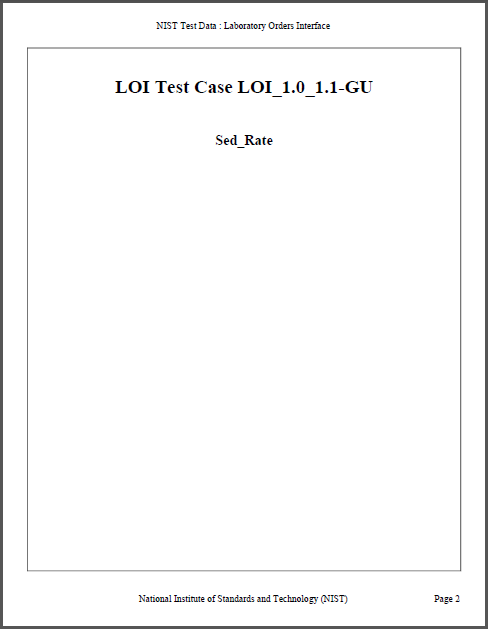 NIST Test Data : Laboratory Orders Interface
LOI Test Case LOI_1.0_1.1-GU
Sed_Rate
National Institute of Standards and Technology (NIST) Page 2